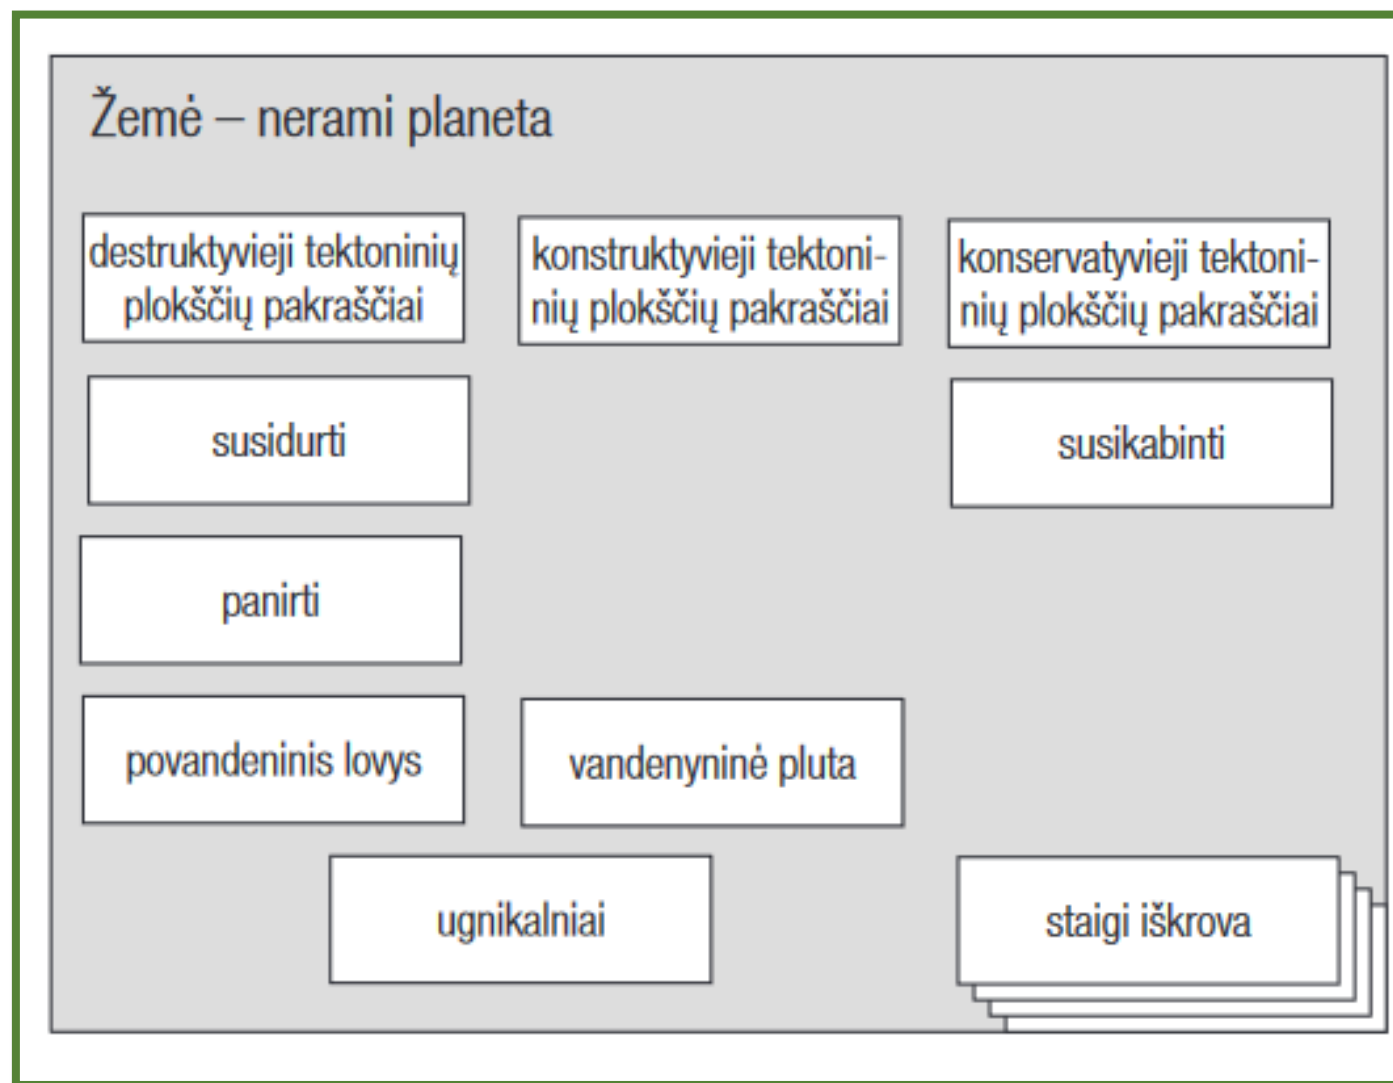 Žemė – nerami planeta
destruktyvieji tektoninių
plokščių pakraščiai
konstruktyvieji tektoni-
nių plokščių pakraščiai
konservatyvieji tektoni-
nių plokščių pakraščiai
susidurti
susikabinti
panirti
povandeninis lovys
vandenyninė pluta
ugnikalniai
staigi iškrova